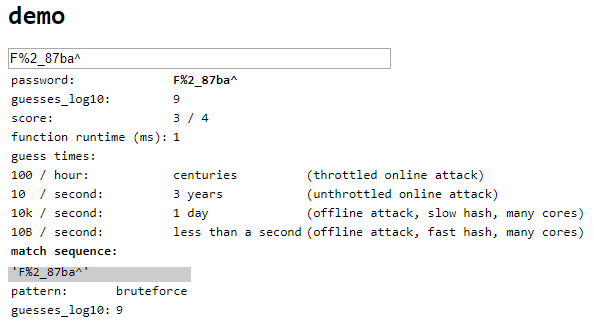 demo
F%2_87ba^
password: F%2_87ba^
guesses_log10: 9
score: 3 / 4
function runtime (ms): 1
guess times:
100 / hour: centuries (throttled online attack)
10 / second: 3 years (unthrottled online attack)
10k / second: 1 day (offline attack, slow hash, many cores)
10B / second: less than a second (offline attack, fast hash, many cores)
match sequence:
'F%2_87ba^'
pattern: bruteforce
guesses_log10: 9